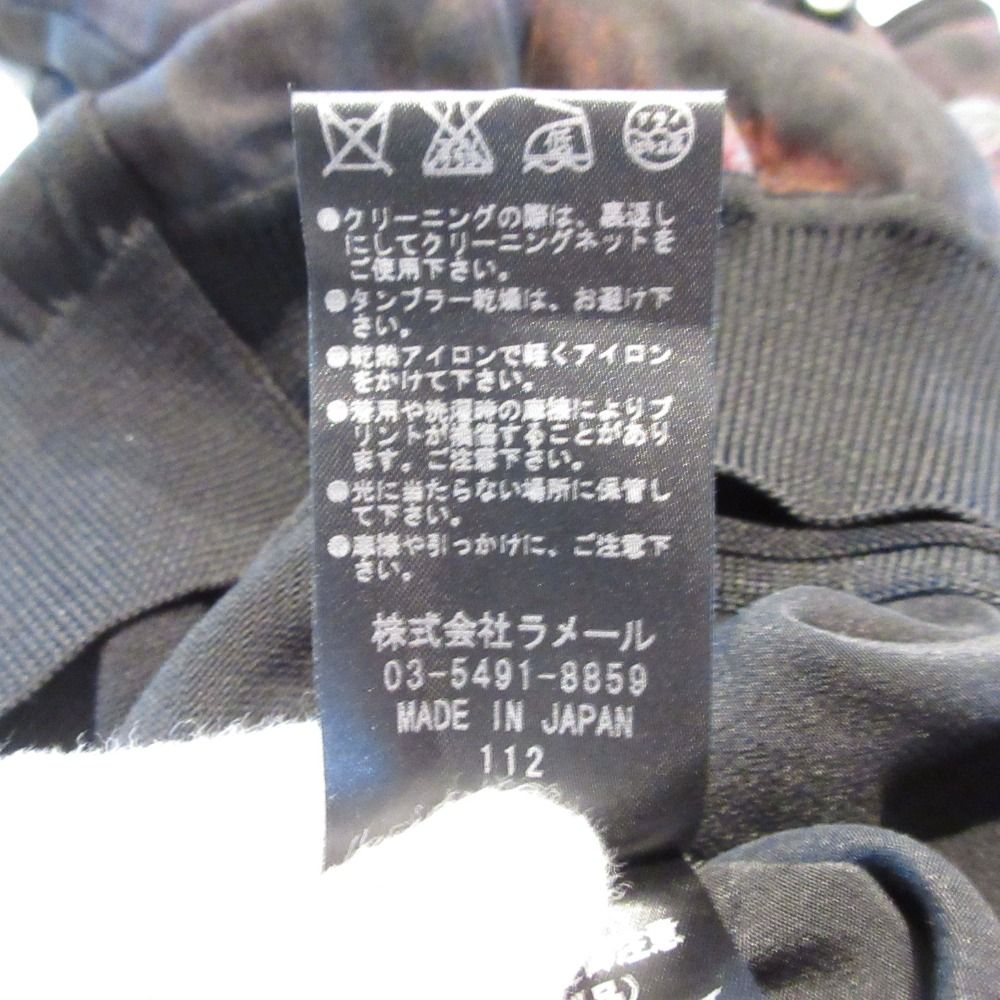 ●クリーニングの際は、裏返し
にしてクリーニングネットを
ご使用下さい。
●タンブラー乾燥は、お避け下
さい。
●乾熱アイロンで軽くアイロン
をかけて下さい。
●着用や洗濯時の摩擦によりプ
リントが損傷することがあり
ます。ご注意下さい。
●光に当たらない場所に保管し
て下さい。
●摩擦や引っかけに、ご注意下
さい。
株式会社ラメール
03-5491-8859
MADE IN JAPAN
112